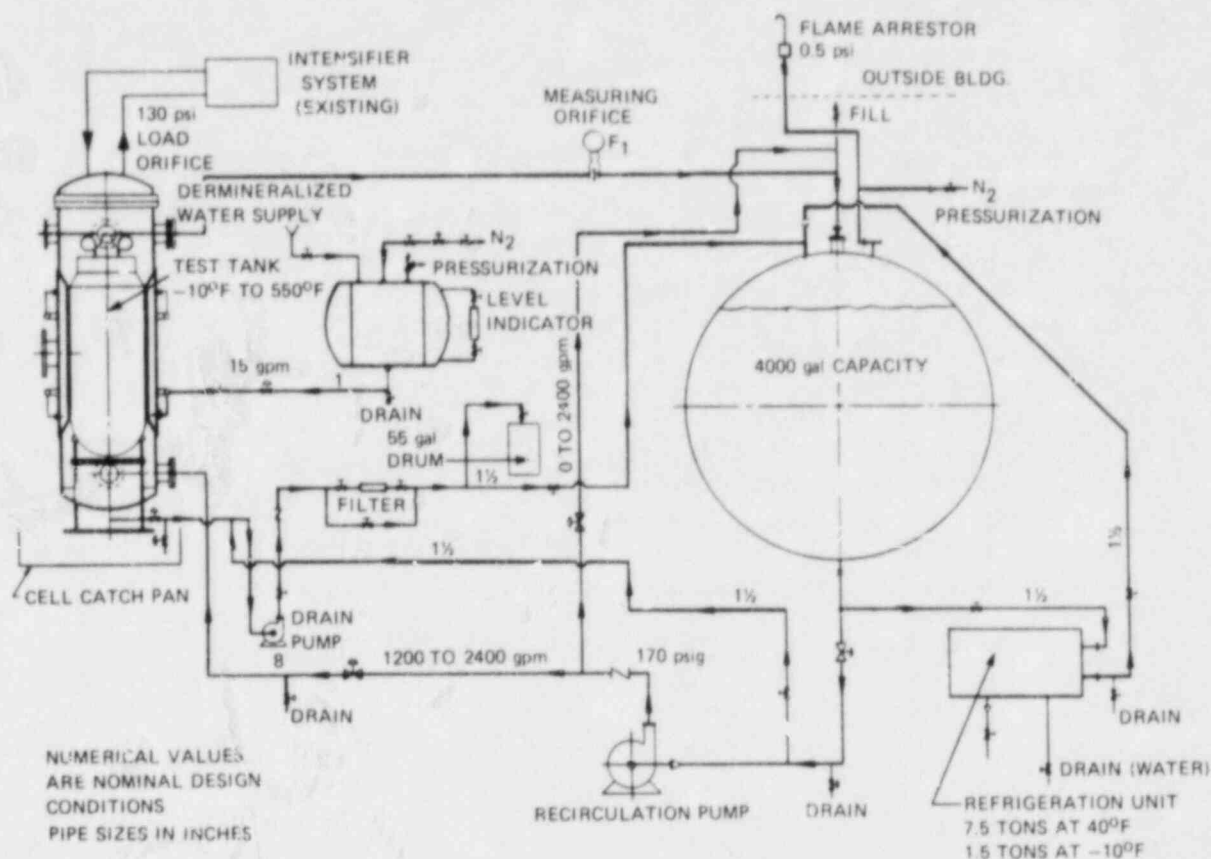 INTENSIFIER
SYSTEM
(EXISTING)
130 psi
LOAD
ORIFICE
DERMINERALIZED
WATER SUPPLY
TEST TANK
-10°F TO 550°F
N2
PRESSURIZATION
LEVEL
INDICATOR
MEASURING
ORIFICE
F1
FLAME ARRESTOR
0.5 psi
OUTSIDE BLDG.
FILL
N2
PRESSURIZATION
15 gpm
1
DRAIN
55 gal
DRUM
0 TO 2400 gpm
4000 gal CAPACITY
FILTER
1½
1½
1½
1½
1½
CELL CATCH PAN
DRAIN
PUMP
8
1200 TO 2400 gpm
170 psig
DRAIN
RECIRCULATION PUMP
DRAIN
DRAIN
DRAIN (WATER)
REFRIGERATION UNIT
7.5 TONS AT 40°F
1.5 TONS AT -10°F
NUMERICAL VALUES
ARE NOMINAL DESIGN
CONDITIONS
PIPE SIZES IN INCHES